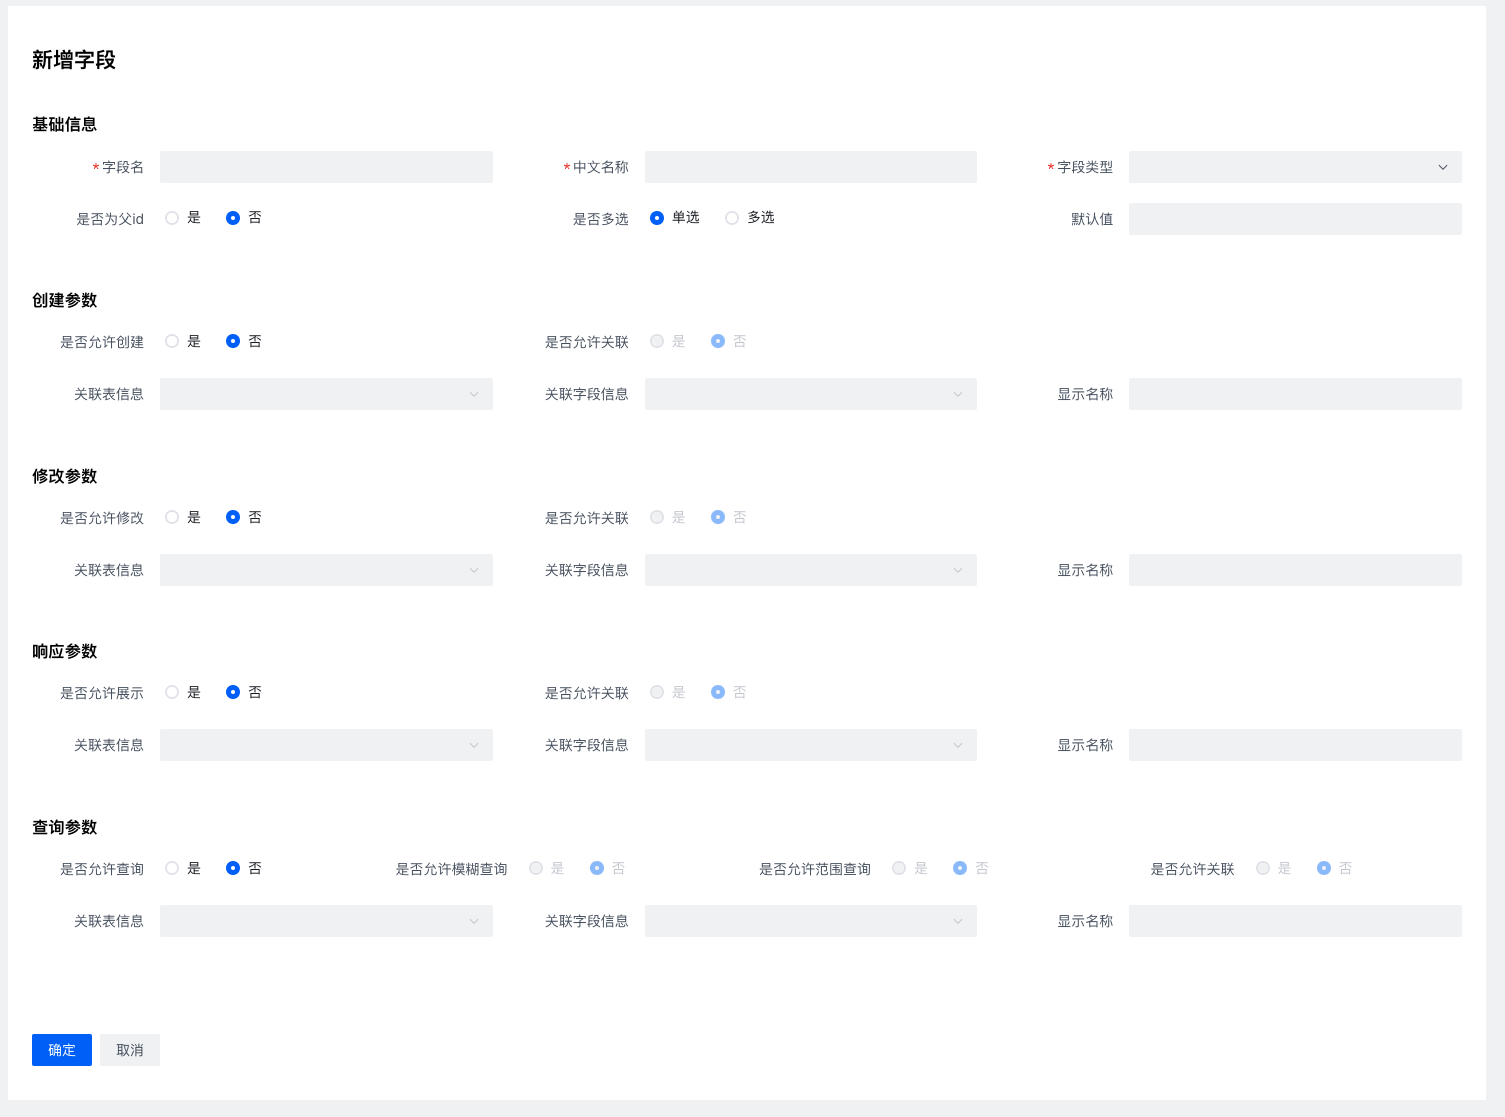 新增字段
基础信息
* 字段名 * 中文名称 * 字段类型
是否为父id 是 否 是否多选 单选 多选 默认值
创建参数
是否允许创建 是 否 是否允许关联 是 否
关联表信息 关联字段信息 显示名称
修改参数
是否允许修改 是 否 是否允许关联 是 否
关联表信息 关联字段信息 显示名称
响应参数
是否允许展示 是 否 是否允许关联 是 否
关联表信息 关联字段信息 显示名称
查询参数
是否允许查询 是 否 是否允许模糊查询 是 否 是否允许范围查询 是 否 是否允许关联 是 否
关联表信息 关联字段信息 显示名称
确定 取消